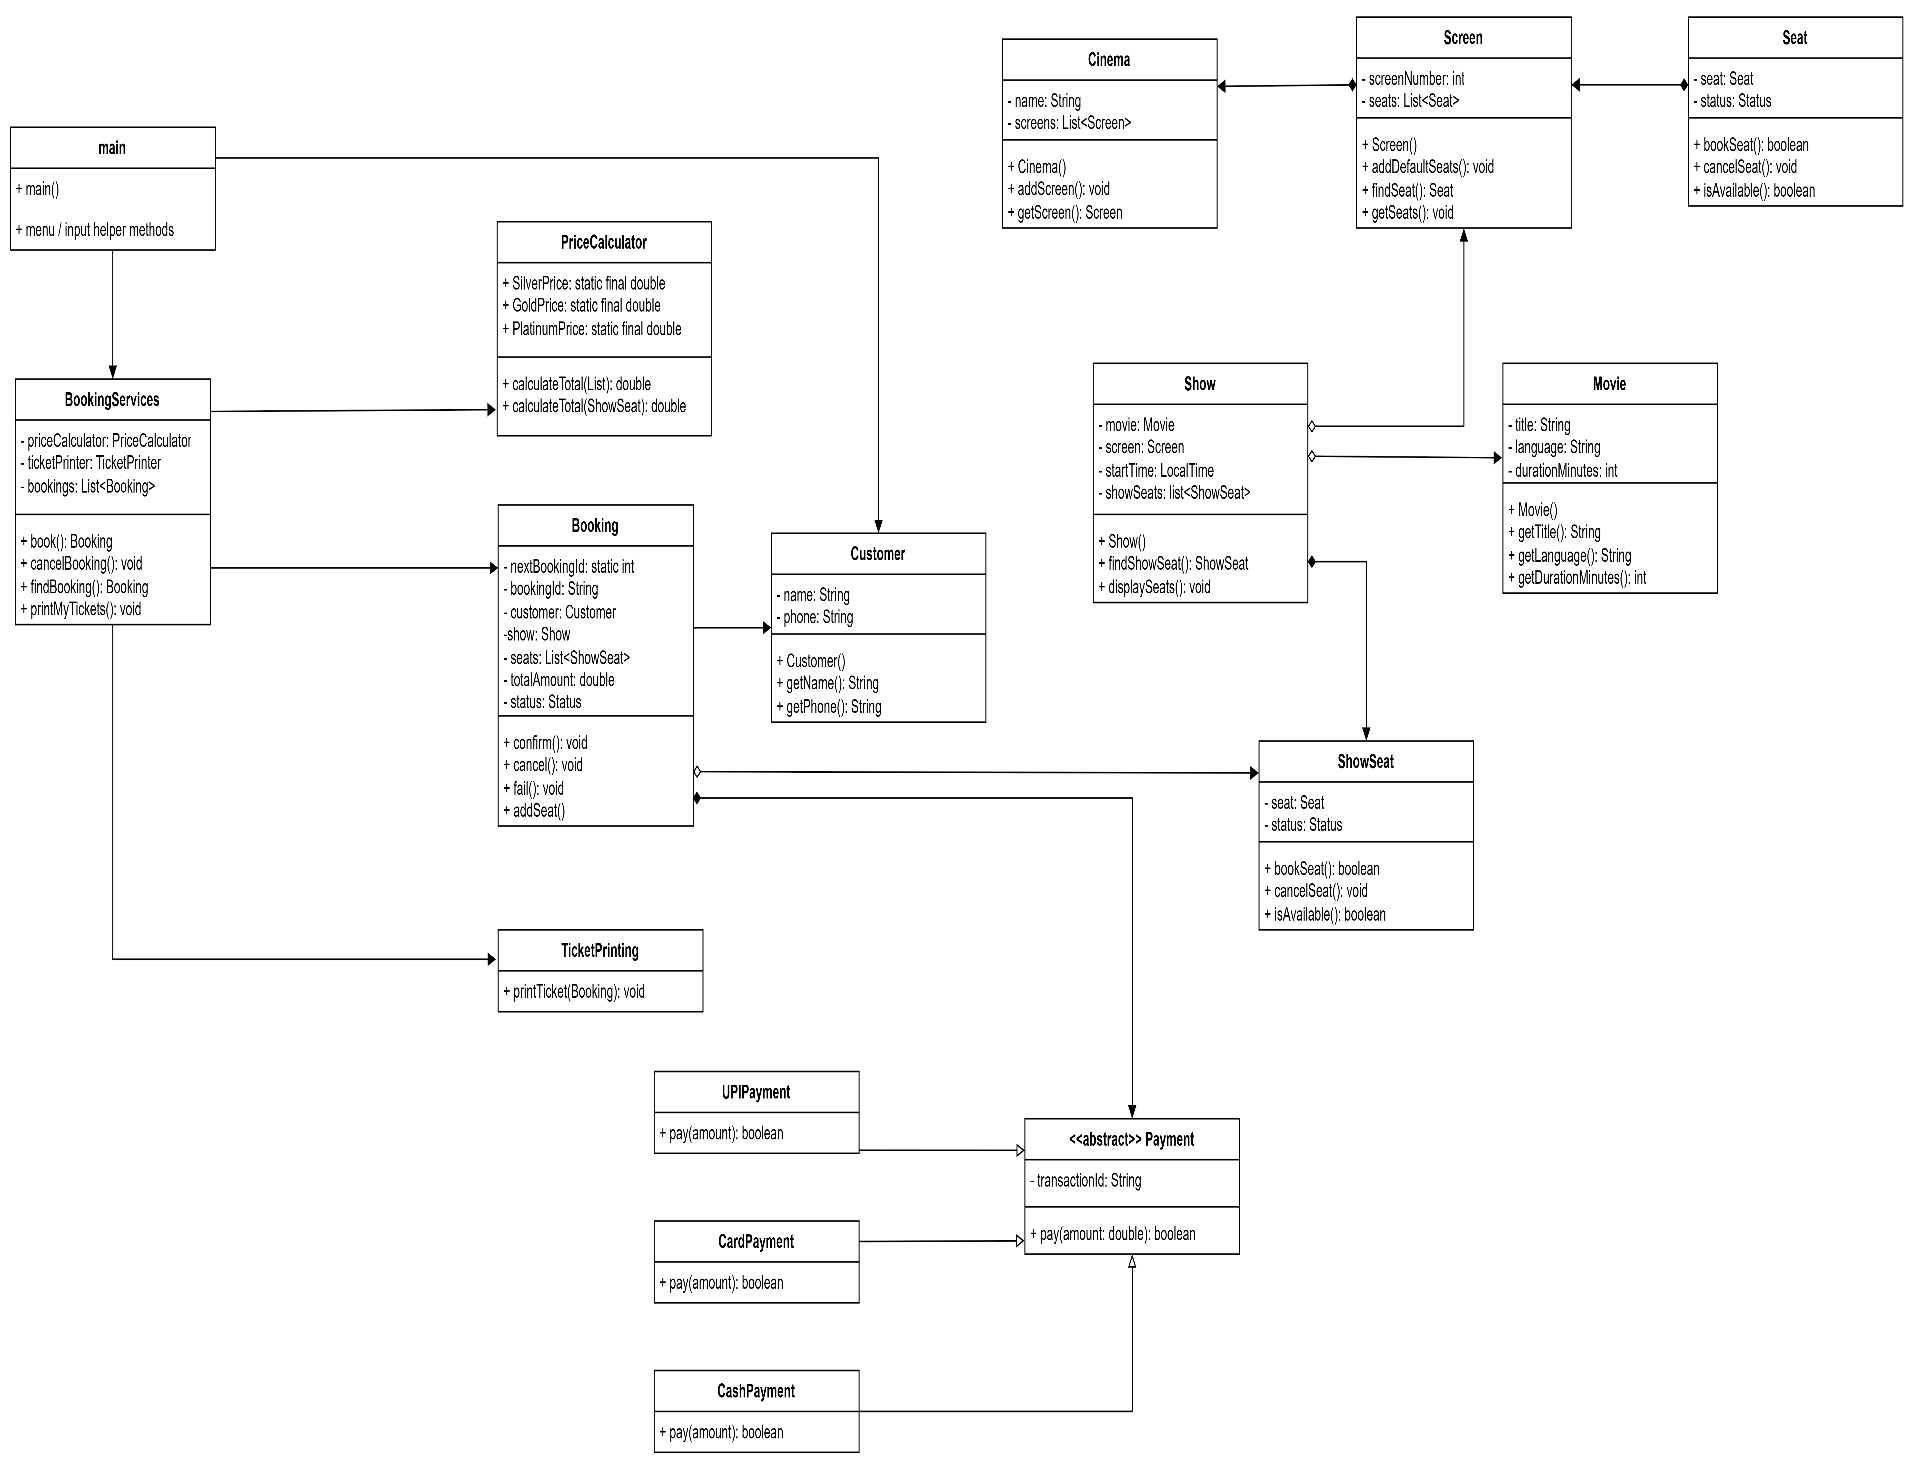 Cinema
- name: String
- screens: List<Screen>
+ Cinema()
+ addScreen(): void
+ getScreen(): Screen
Screen
- screenNumber: int
- seats: List<Seat>
+ Screen()
+ addDefaultSeats(): void
+ findSeat(): Seat
+ getSeats(): void
Seat
- seat: Seat
- status: Status
+ bookSeat(): boolean
+ cancelSeat(): void
+ isAvailable(): boolean
main
+ main()
+ menu / input helper methods
PriceCalculator
+ SilverPrice: static final double
+ GoldPrice: static final double
+ PlatinumPrice: static final double
+ calculateTotal(List): double
+ calculateTotal(ShowSeat): double
BookingServices
- priceCalculator: PriceCalculator
- ticketPrinter: TicketPrinter
- bookings: List<Booking>
+ book(): Booking
+ cancelBooking(): void
+ findBooking(): Booking
+ printMyTickets(): void
Booking
- nextBookingId: static int
- bookingId: String
- customer: Customer
-show: Show
- seats: List<ShowSeat>
- totalAmount: double
- status: Status
+ confirm(): void
+ cancel(): void
+ fail(): void
+ addSeat()
Customer
- name: String
- phone: String
+ Customer()
+ getName(): String
+ getPhone(): String
Show
- movie: Movie
- screen: Screen
- startTime: LocalTime
- showSeats: list<ShowSeat>
+ Show()
+ findShowSeat(): ShowSeat
+ displaySeats(): void
Movie
- title: String
- language: String
- durationMinutes: int
+ Movie()
+ getTitle(): String
+ getLanguage(): String
+ getDurationMinutes(): int
ShowSeat
- seat: Seat
- status: Status
+ bookSeat(): boolean
+ cancelSeat(): void
+ isAvailable(): boolean
TicketPrinting
+ printTicket(Booking): void
UPIPayment
+ pay(amount): boolean
<<abstract>> Payment
- transactionId: String
+ pay(amount: double): boolean
CardPayment
+ pay(amount): boolean
CashPayment
+ pay(amount): boolean